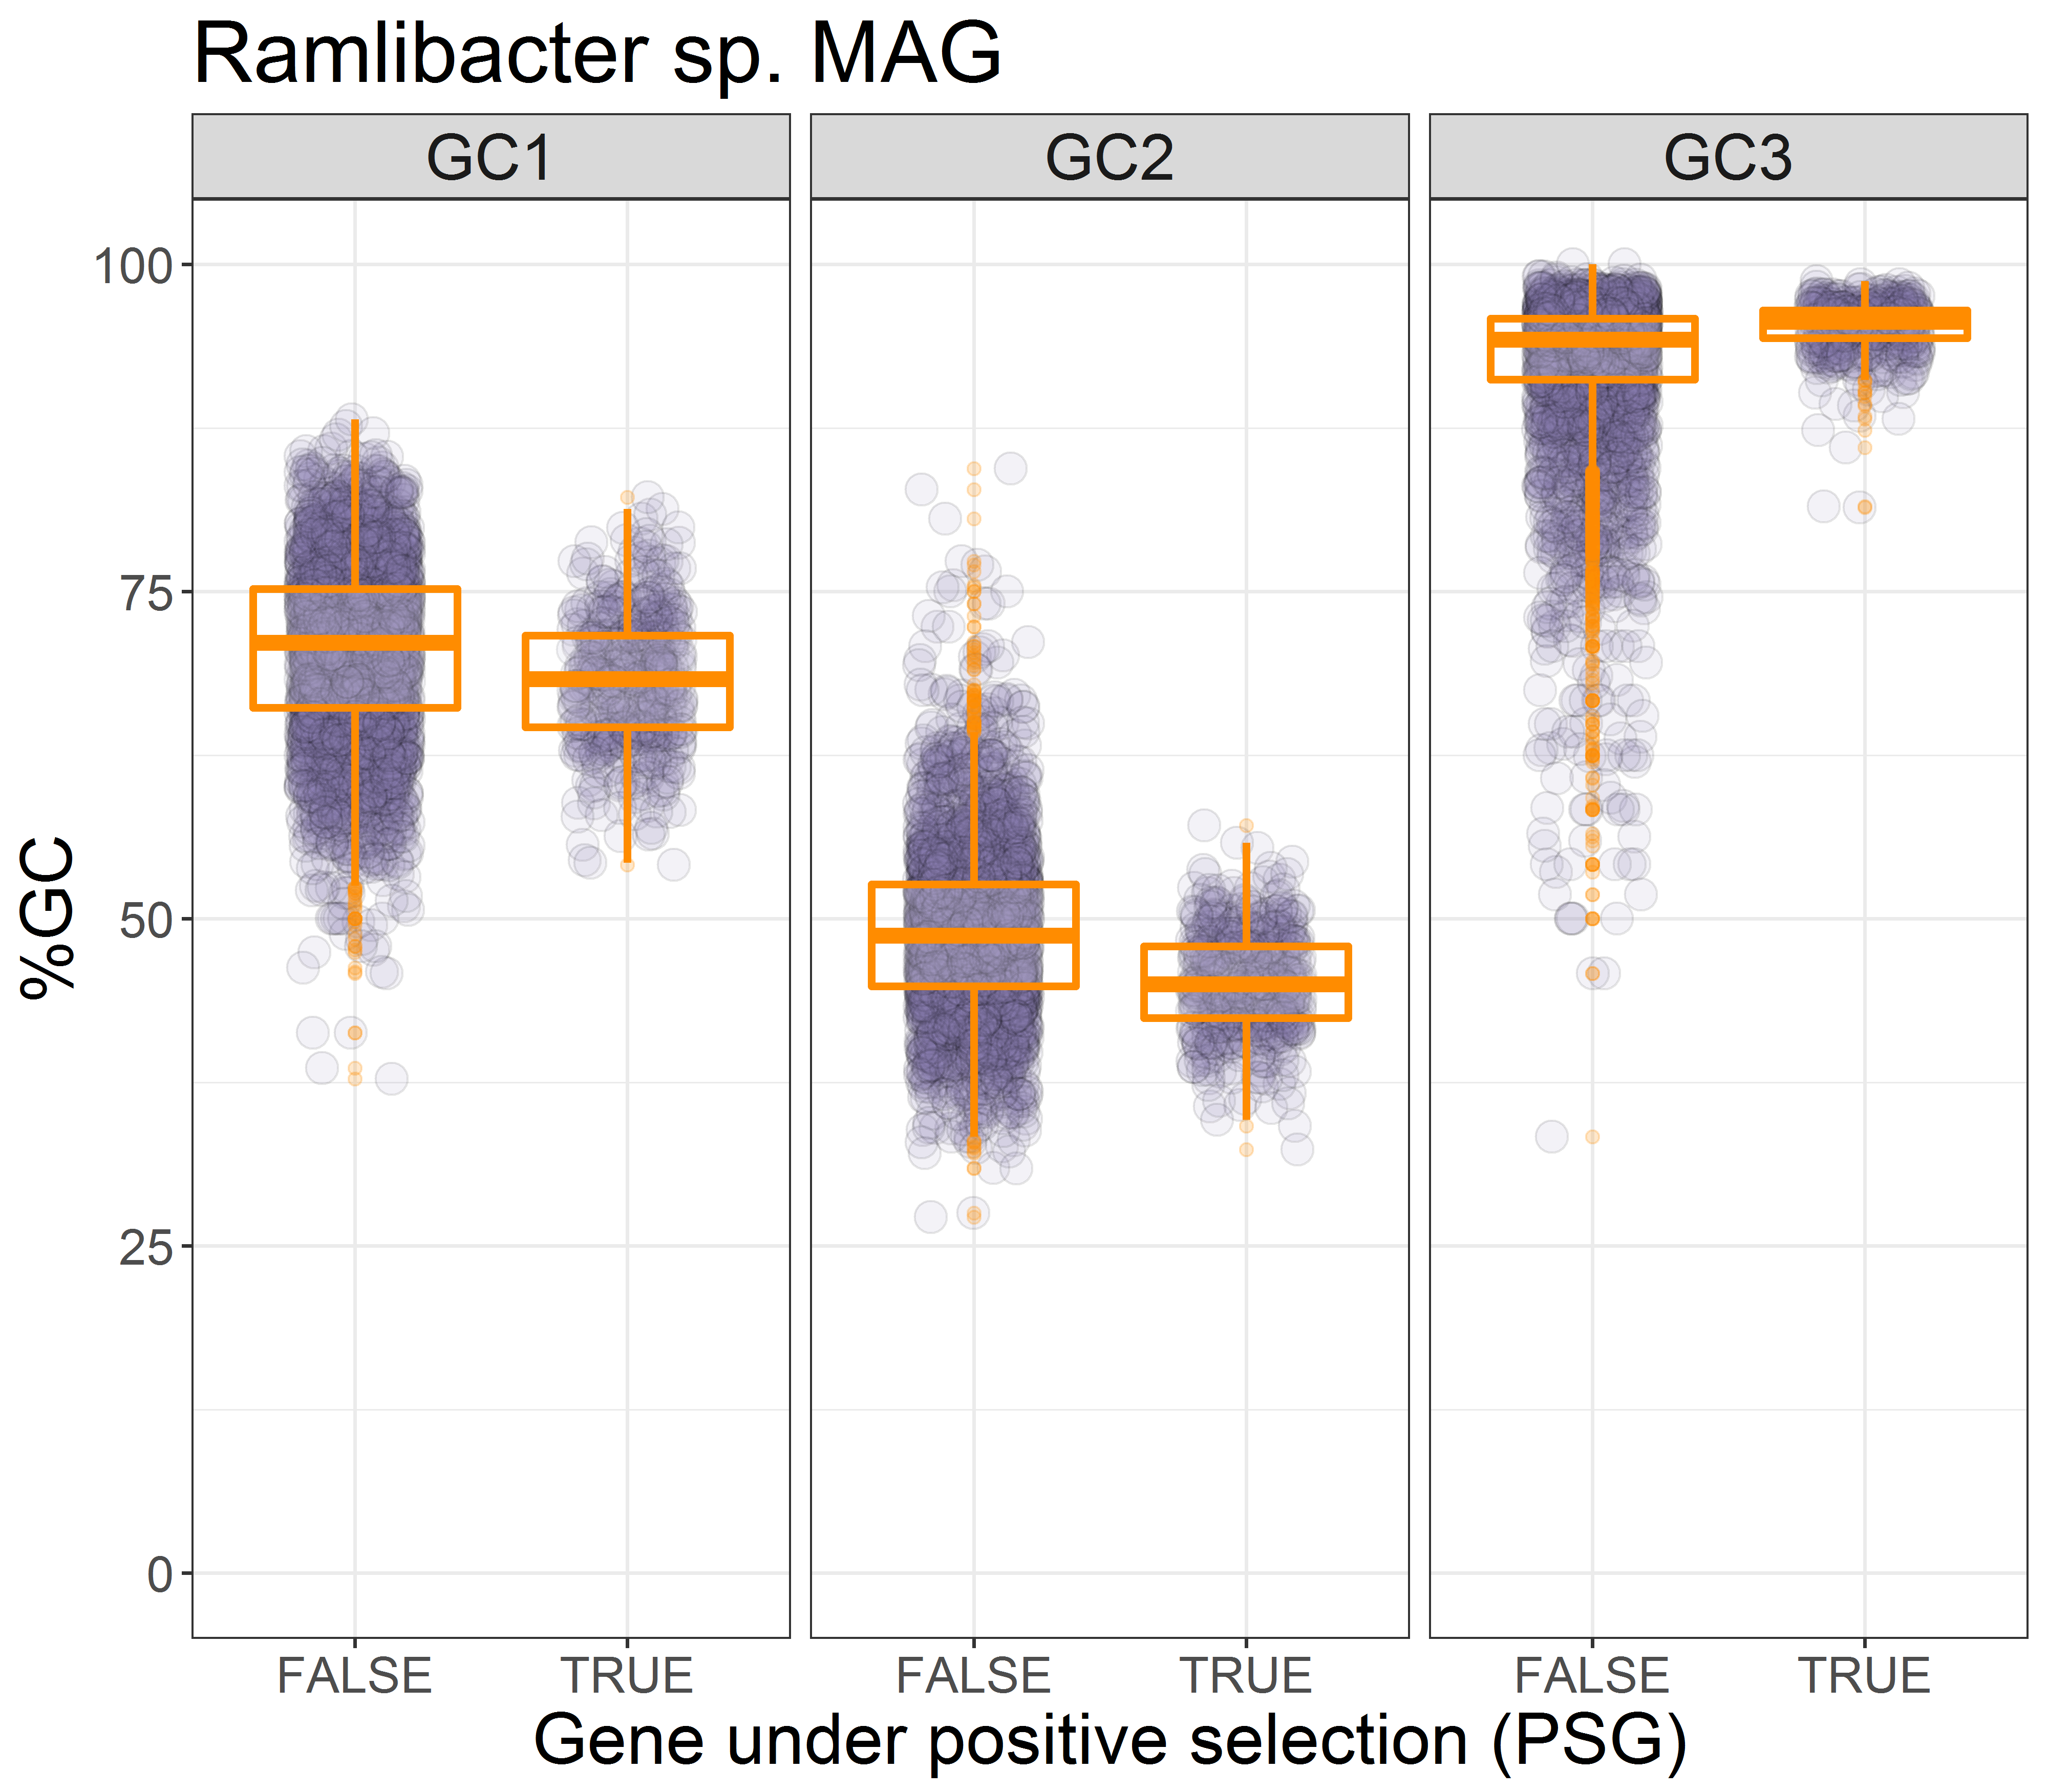 Ramlibacter sp. MAG
GC1 GC2 GC3
%GC
100
75
50
25
0
FALSE TRUE FALSE TRUE FALSE TRUE
Gene under positive selection (PSG)